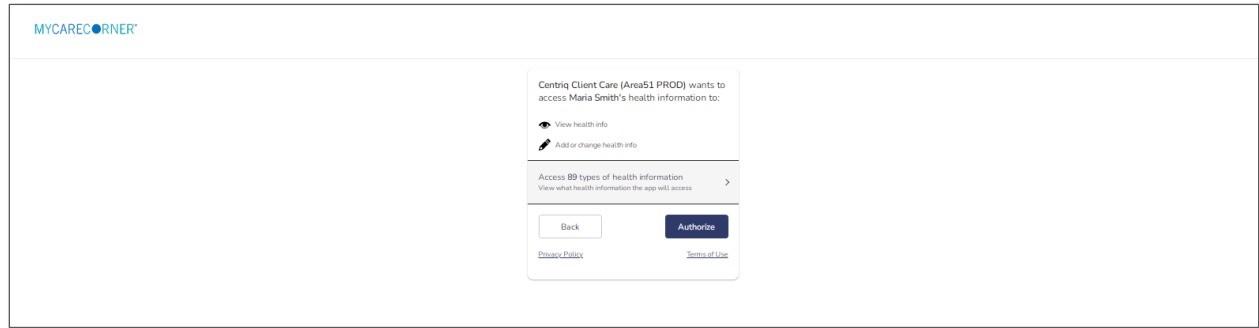 MYCARECORNER™
Centriq Client Care (Area51 PROD) wants to
access Maria Smith's health information to:
View health info
Add or change health info
Access 89 types of health information
View what health information the app will access
Back
Authorize
Privacy Policy
Terms of Use